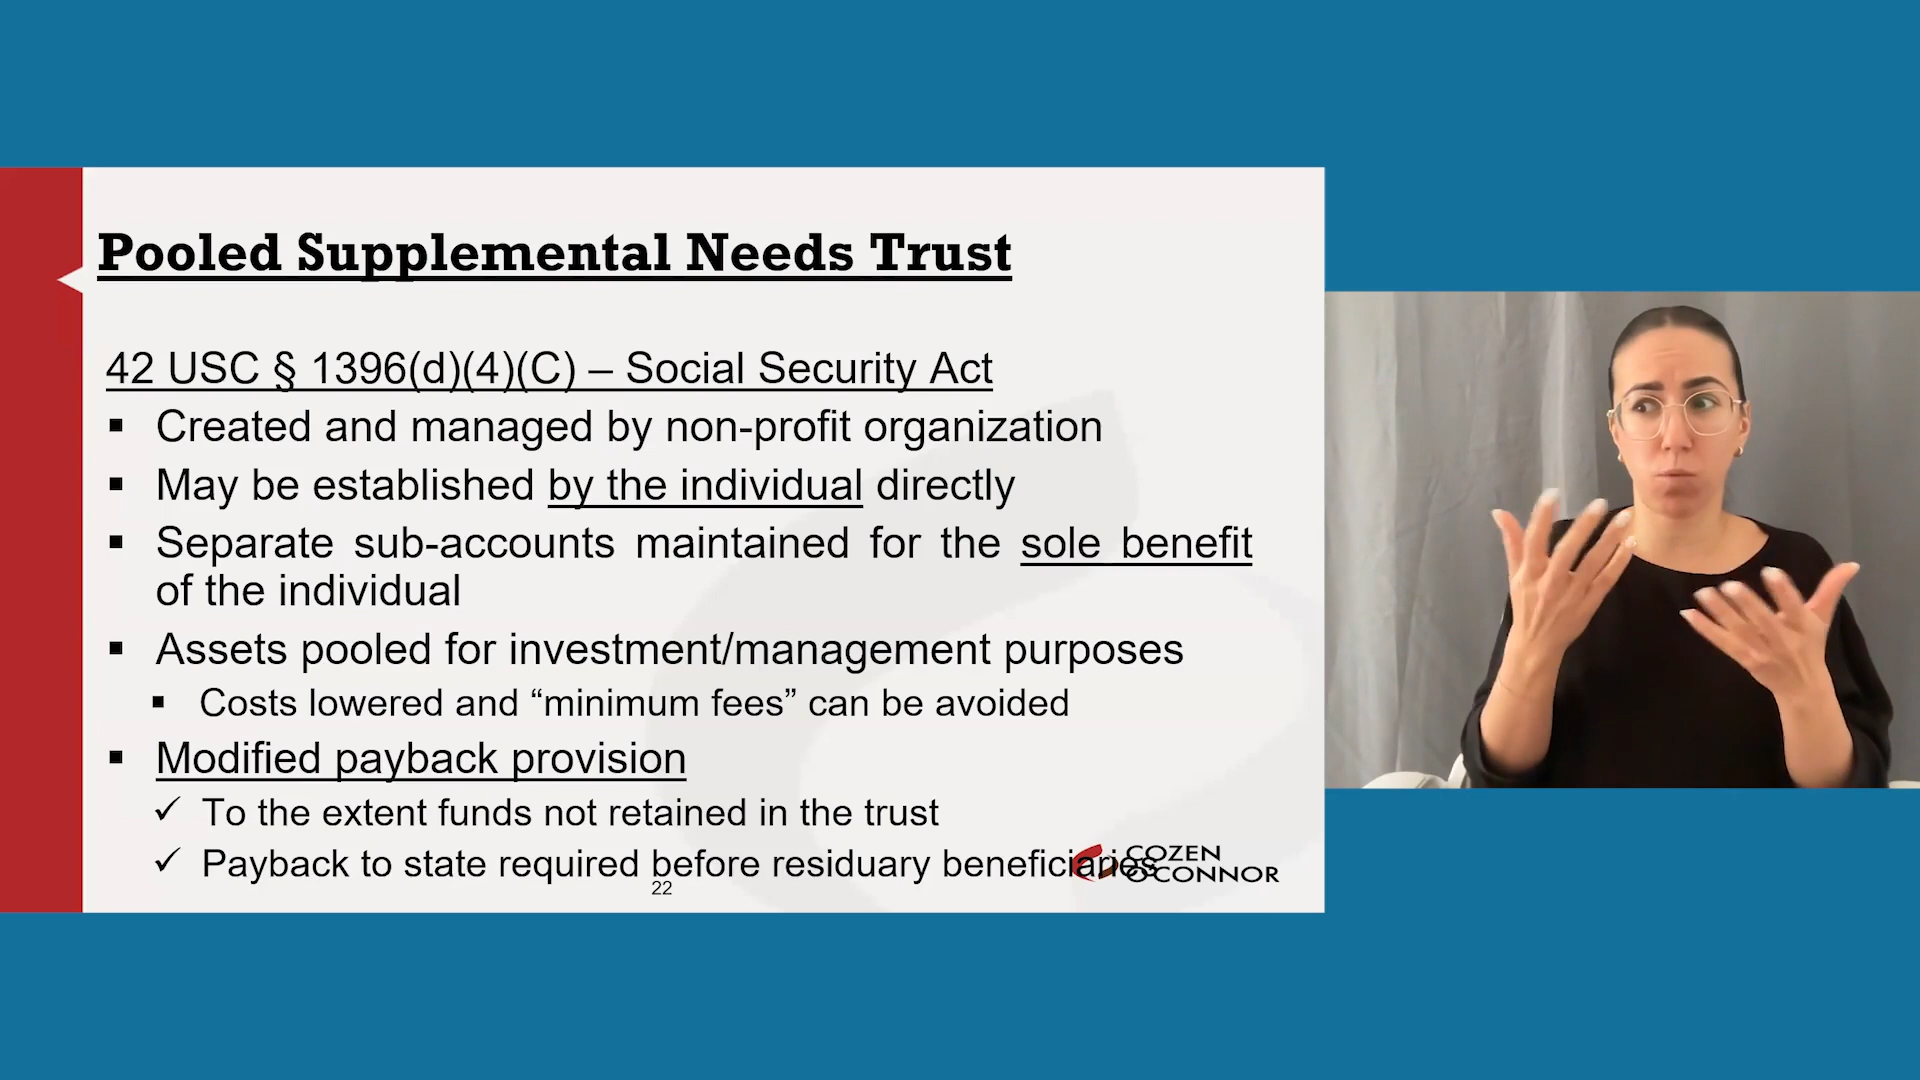 Pooled Supplemental Needs Trust
42 USC § 1396(d)(4)(C) – Social Security Act
▪ Created and managed by non-profit organization
▪ May be established by the individual directly
▪ Separate sub-accounts maintained for the sole benefit
of the individual
▪ Assets pooled for investment/management purposes
▪ Costs lowered and “minimum fees” can be avoided
▪ Modified payback provision
✓ To the extent funds not retained in the trust
✓ Payback to state required before residuary beneficiaries
COZEN
O'CONNOR
22